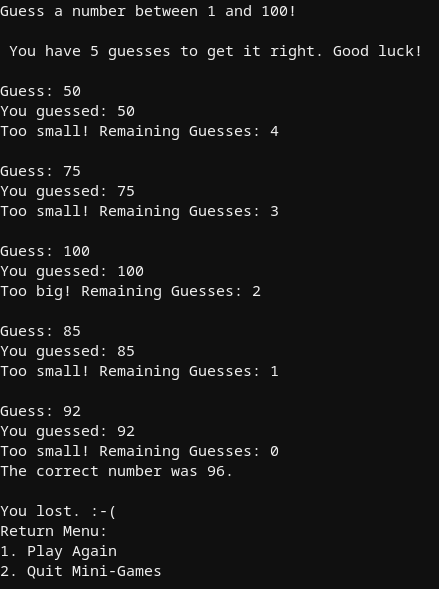 Guess a number between 1 and 100!
You have 5 guesses to get it right. Good luck!
Guess: 50
You guessed: 50
Too small! Remaining Guesses: 4
Guess: 75
You guessed: 75
Too small! Remaining Guesses: 3
Guess: 100
You guessed: 100
Too big! Remaining Guesses: 2
Guess: 85
You guessed: 85
Too small! Remaining Guesses: 1
Guess: 92
You guessed: 92
Too small! Remaining Guesses: 0
The correct number was 96.
You lost. :-(
Return Menu:
1. Play Again
2. Quit Mini-Games